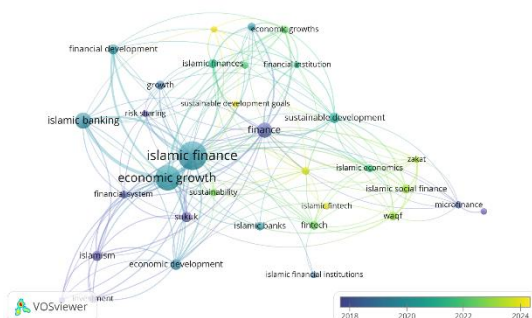 economic growths
financial development
islamic finances
financial institution
growth
sustainable development goals
risk sharing
islamic banking
finance
sustainable development
islamic finance
zakat
islamic economics
economic growth
islamic social finance
financial system
sustainability
microfinance
islamic fintech
sukuk
waqf
islamic banks
fintech
islamism
economic development
islamic financial institutions
investment
VOSviewer
2018 2020 2022 2024